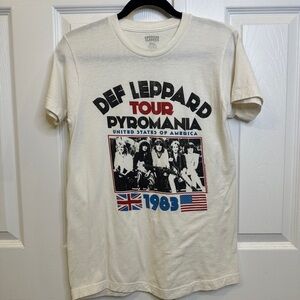 DEF LEPPARD
TOUR
PYROMANIA
UNITED STATES OF AMERICA
1983